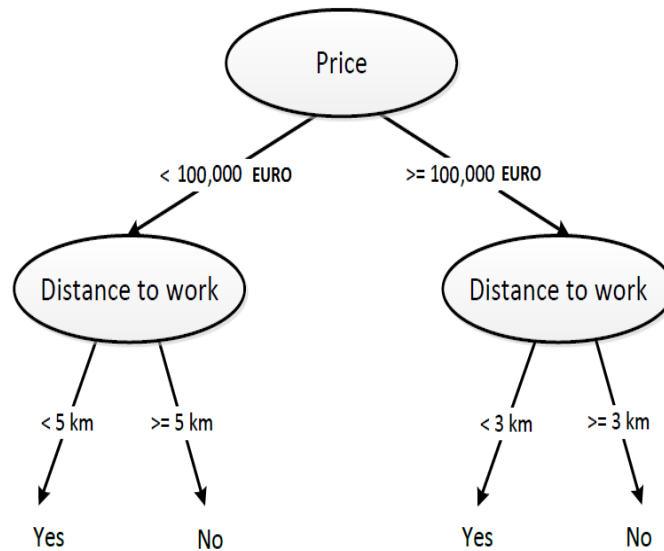 Price
< 100,000 EURO
>= 100,000 EURO
Distance to work
Distance to work
< 5 km
>= 5 km
< 3 km
>= 3 km
Yes
No
Yes
No